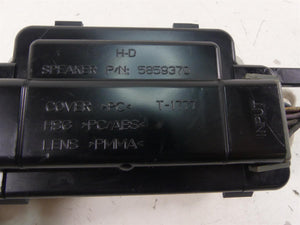 H-D
SPEAKER P/N: 5859370
COVER >PC<
HSG >PC/ABS<
LENS >PMMA<
INPUT